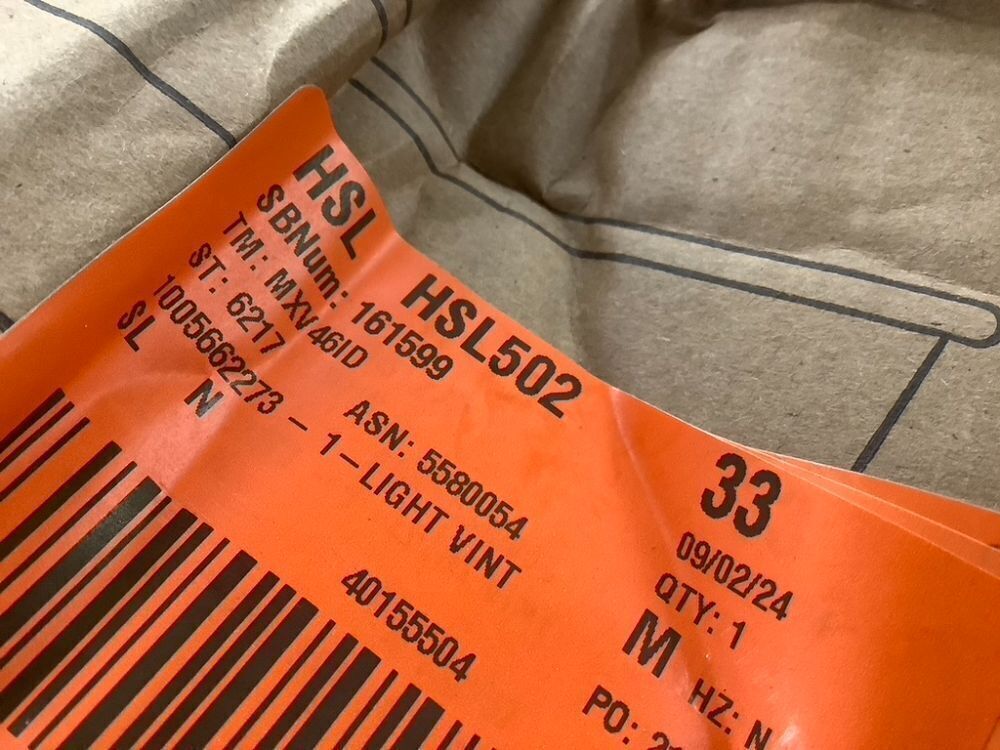 HSL HSL502 33
SBNum: 161599 09/02/24
TM: MXV46ID ASN: 5580054 QTY: 1
ST: 6217
1005662273 - 1-LIGHT VINT M
SL N HZ: N
40155504 PO: